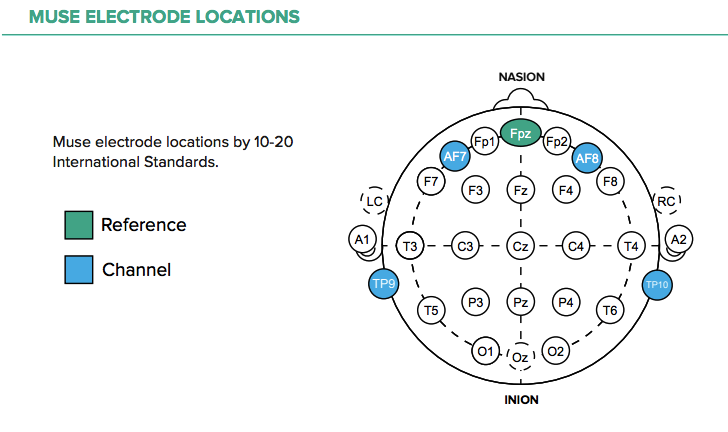 MUSE ELECTRODE LOCATIONS
NASION
Muse electrode locations by 10-20
International Standards.
Reference
Channel
Fp1 Fpz Fp2
AF7 AF8
F7 F3 Fz F4 F8
LC RC
A1 T3 C3 Cz C4 T4 A2
TP9 TP10
T5 P3 Pz P4 T6
O1 Oz O2
INION